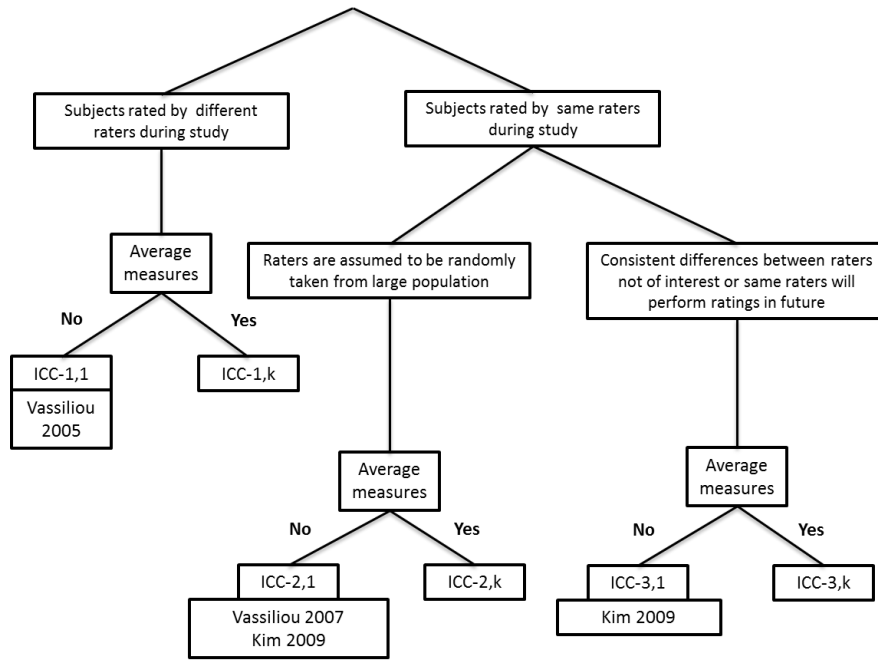 Subjects rated by different
raters during study
Subjects rated by same raters
during study
Average
measures
Raters are assumed to be randomly
taken from large population
Consistent differences between raters
not of interest or same raters will
perform ratings in future
No
Yes
ICC-1,1
ICC-1,k
Vassiliou
2005
Average
measures
Average
measures
No
Yes
No
Yes
ICC-2,1
ICC-2,k
ICC-3,1
ICC-3,k
Vassiliou 2007
Kim 2009
Kim 2009